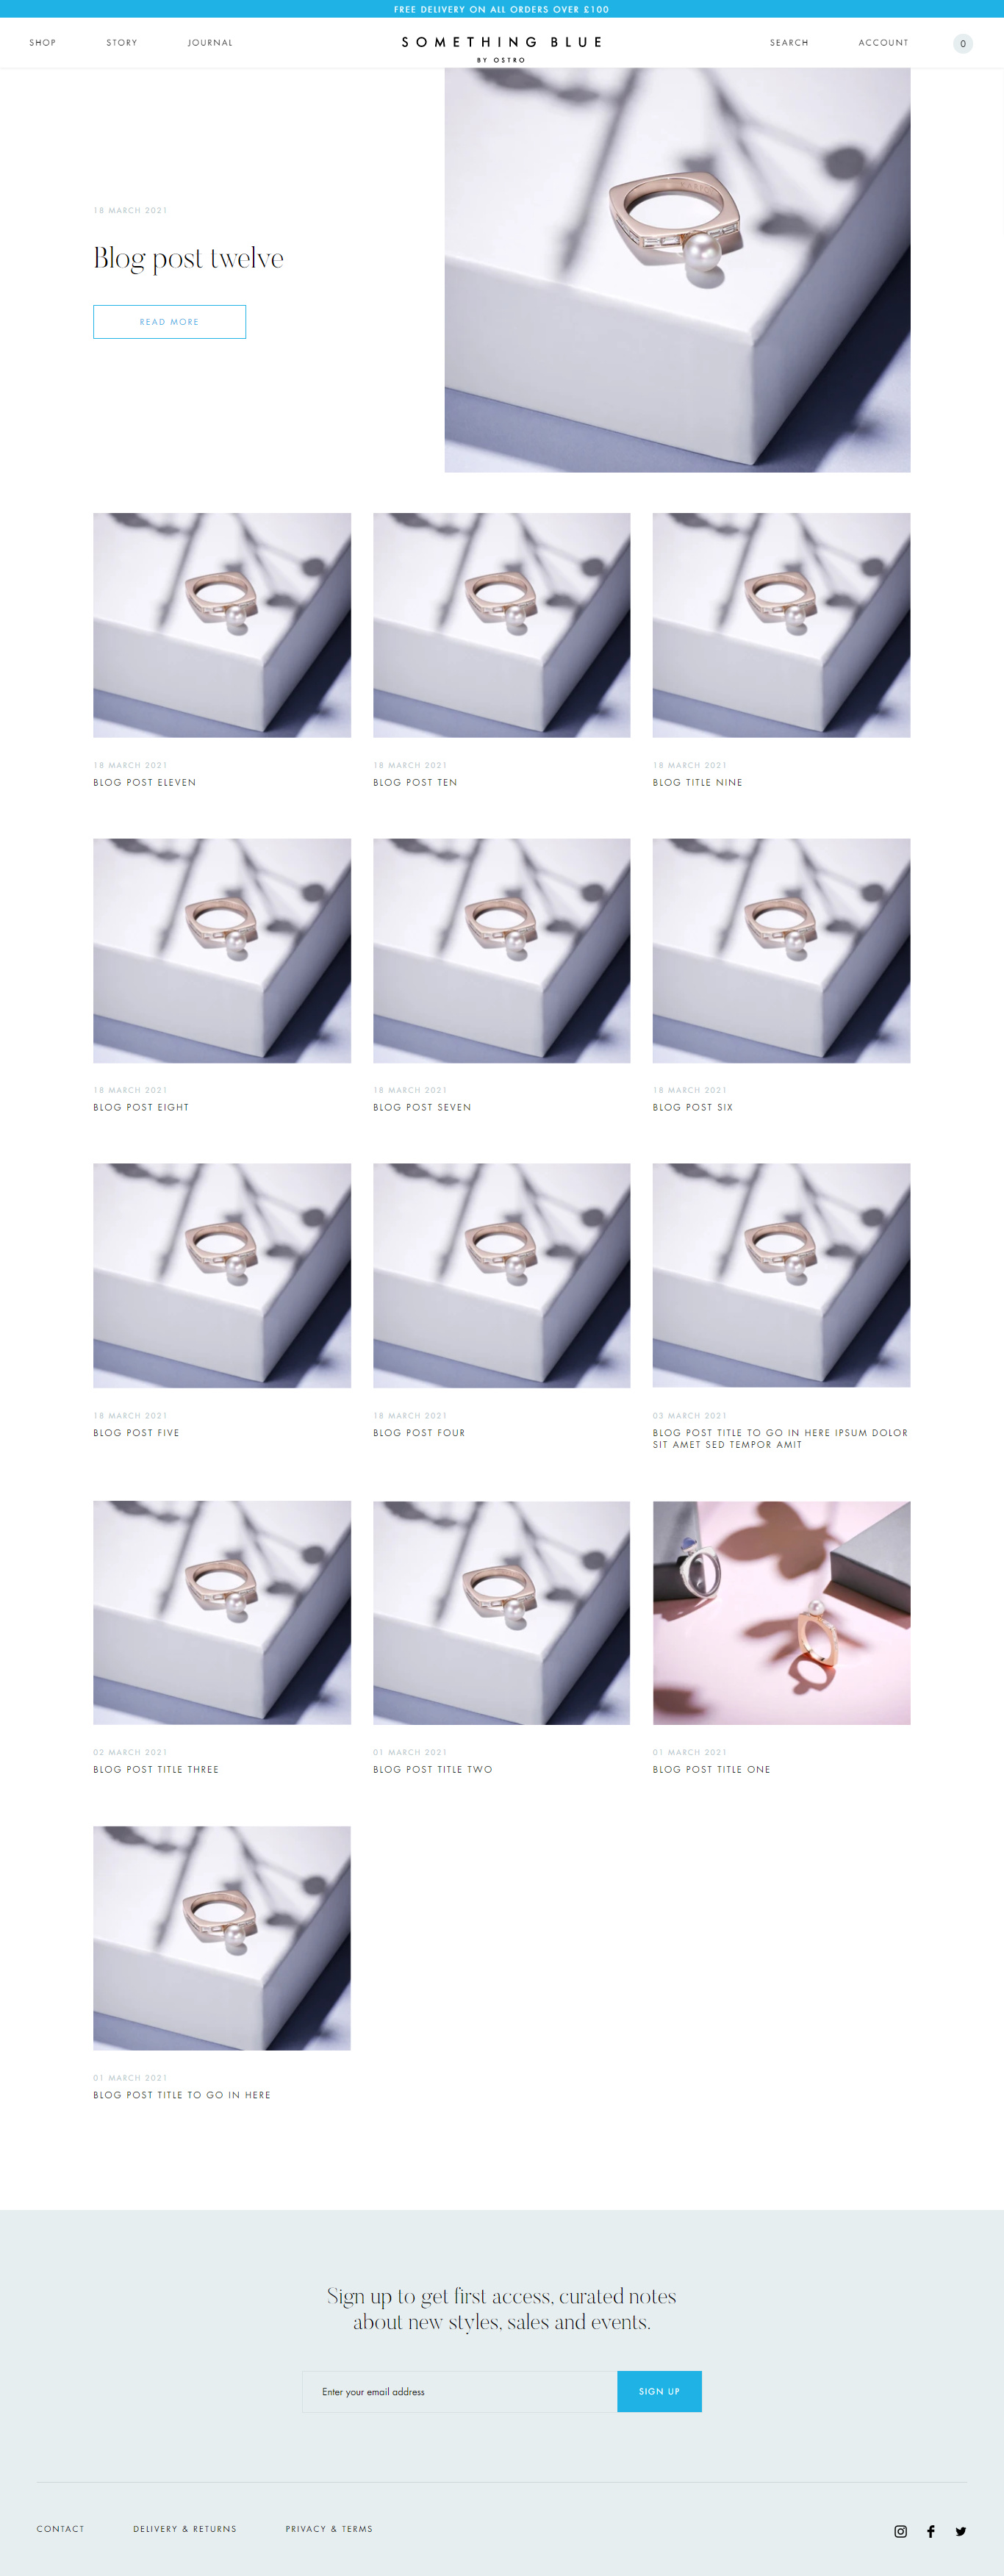 FREE DELIVERY ON ALL ORDERS OVER £100
SHOP
STORY
JOURNAL
SOMETHING BLUE
BY OSTRO
SEARCH
ACCOUNT
0
18 MARCH 2021
Blog post twelve
READ MORE
18 MARCH 2021
BLOG POST ELEVEN
18 MARCH 2021
BLOG POST TEN
18 MARCH 2021
BLOG TITLE NINE
18 MARCH 2021
BLOG POST EIGHT
18 MARCH 2021
BLOG POST SEVEN
18 MARCH 2021
BLOG POST SIX
18 MARCH 2021
BLOG POST FIVE
18 MARCH 2021
BLOG POST FOUR
03 MARCH 2021
BLOG POST TITLE TO GO IN HERE IPSUM DOLOR
SIT AMET SED TEMPOR AMIT
02 MARCH 2021
BLOG POST TITLE THREE
01 MARCH 2021
BLOG POST TITLE TWO
01 MARCH 2021
BLOG POST TITLE ONE
01 MARCH 2021
BLOG POST TITLE TO GO IN HERE
Sign up to get first access, curated notes
about new styles, sales and events.
Enter your email address
SIGN UP
CONTACT
DELIVERY & RETURNS
PRIVACY & TERMS